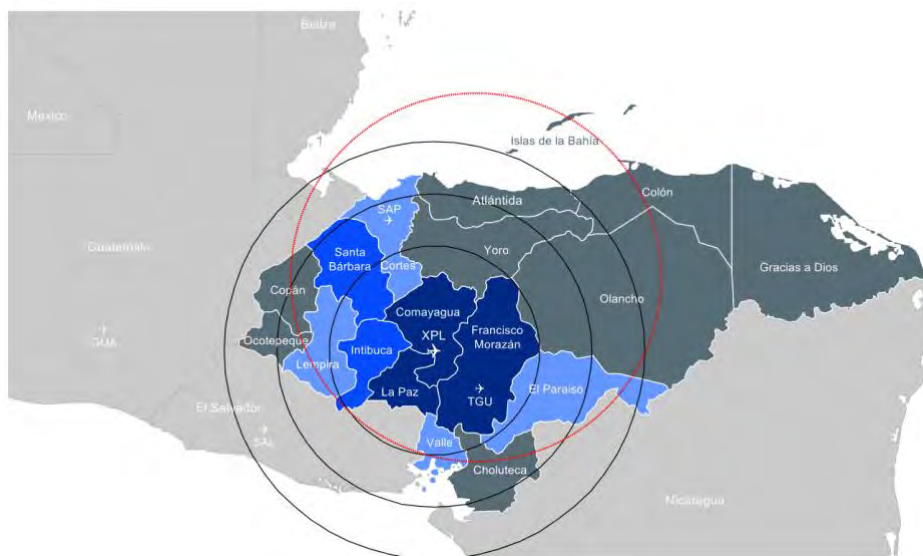 Belize
Mexico
Islas de la Bahía
SAP
Atlántida
Colón
Guatemala
Santa
Bárbara
Yoro
Cortes
Gracias a Dios
Copán
Olancho
Comayagua
Francisco
Morazán
GUA
Ocotepeque
XPL
Intibuca
Lempira
La Paz
TGU
El Paraiso
El Salvador
SAL
Valle
Choluteca
Nicaragua